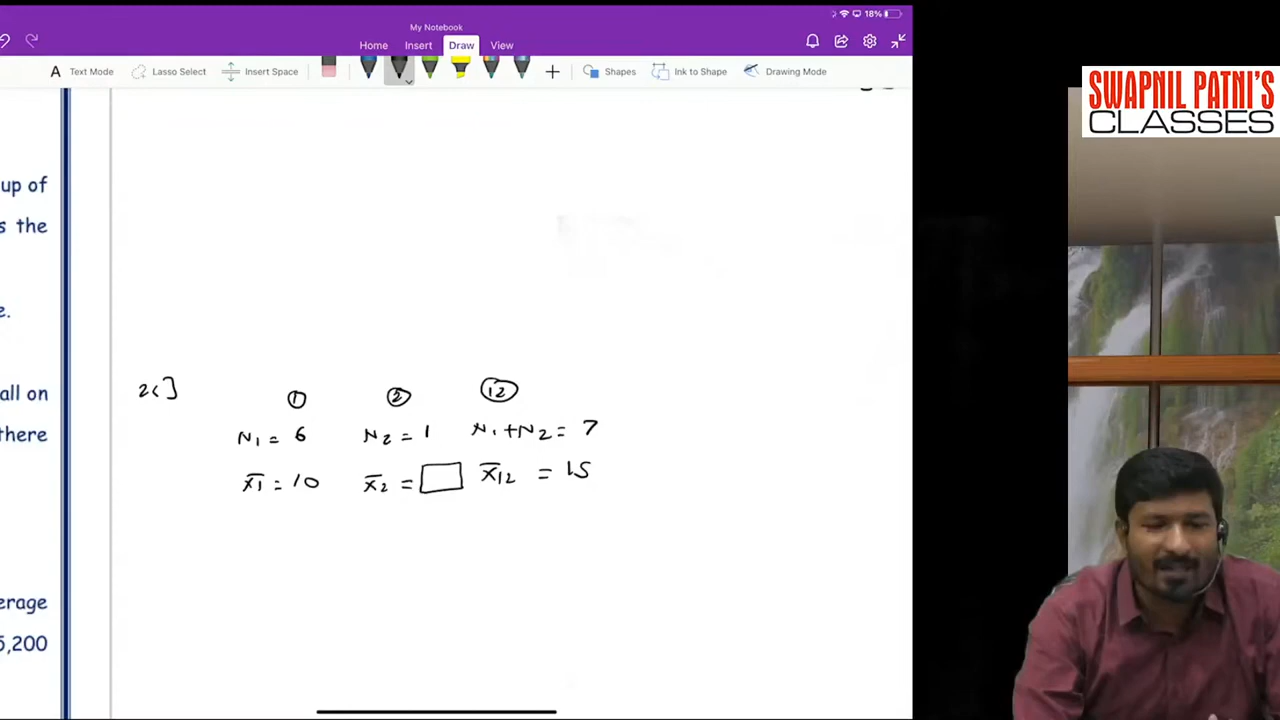 18%
My Notebook
Home Insert Draw View
A Text Mode Lasso Select Insert Space Shapes Ink to Shape Drawing Mode
SWAPNIL PATNI'S
CLASSES
up of
s the
e.
all on
there
erage
5,200
① ② ⑫
N1 = 6 N2 = 1 N1+N2 = 7
x̄1 = 10 x̄2 = □ x̄12 = 15